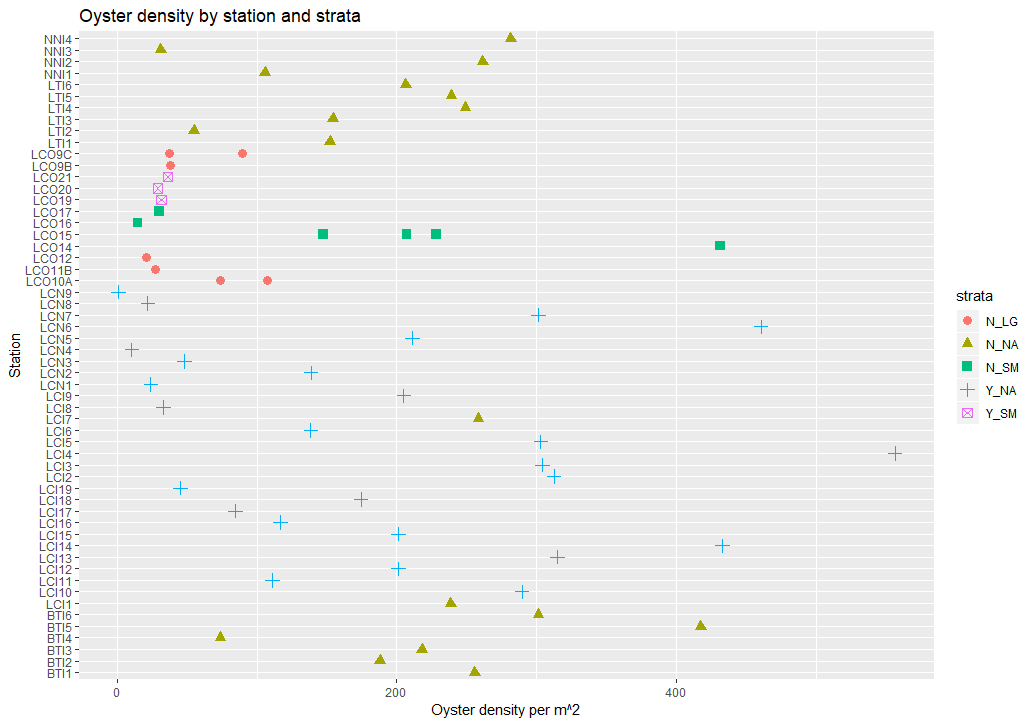 Oyster density by station and strata
NNI4
NNI3
NNI2
NNI1
LTI6
LTI5
LTI4
LTI3
LTI2
LTI1
LCO9C
LCO9B
LCO21
LCO20
LCO19
LCO17
LCO16
LCO15
LCO14
LCO12
LCO11B
LCO10A
LCN9
LCN8
LCN7
LCN6
LCN5
LCN4
LCN3
LCN2
LCN1
LCI9
LCI8
LCI7
LCI6
LCI5
LCI4
LCI3
LCI2
LCI19
LCI18
LCI17
LCI16
LCI15
LCI14
LCI13
LCI12
LCI11
LCI10
LCI1
BTI6
BTI5
BTI4
BTI3
BTI2
BTI1
Station
0 200 400
Oyster density per m^2
strata
N_LG
N_NA
N_SM
Y_NA
Y_SM